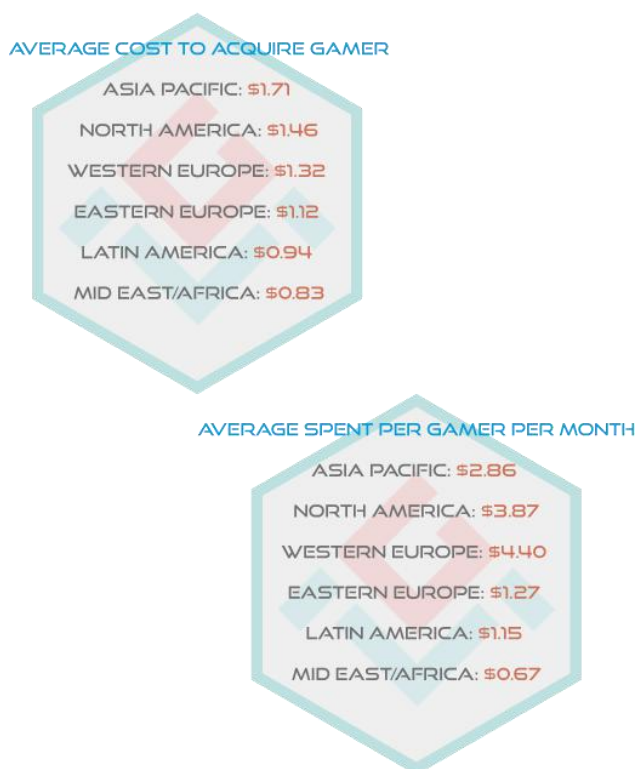 AVERAGE COST TO ACQUIRE GAMER
ASIA PACIFIC: $1.71
NORTH AMERICA: $1.46
WESTERN EUROPE: $1.32
EASTERN EUROPE: $1.12
LATIN AMERICA: $0.94
MID EAST/AFRICA: $0.83
AVERAGE SPENT PER GAMER PER MONTH
ASIA PACIFIC: $2.86
NORTH AMERICA: $3.87
WESTERN EUROPE: $4.40
EASTERN EUROPE: $1.27
LATIN AMERICA: $1.15
MID EAST/AFRICA: $0.67